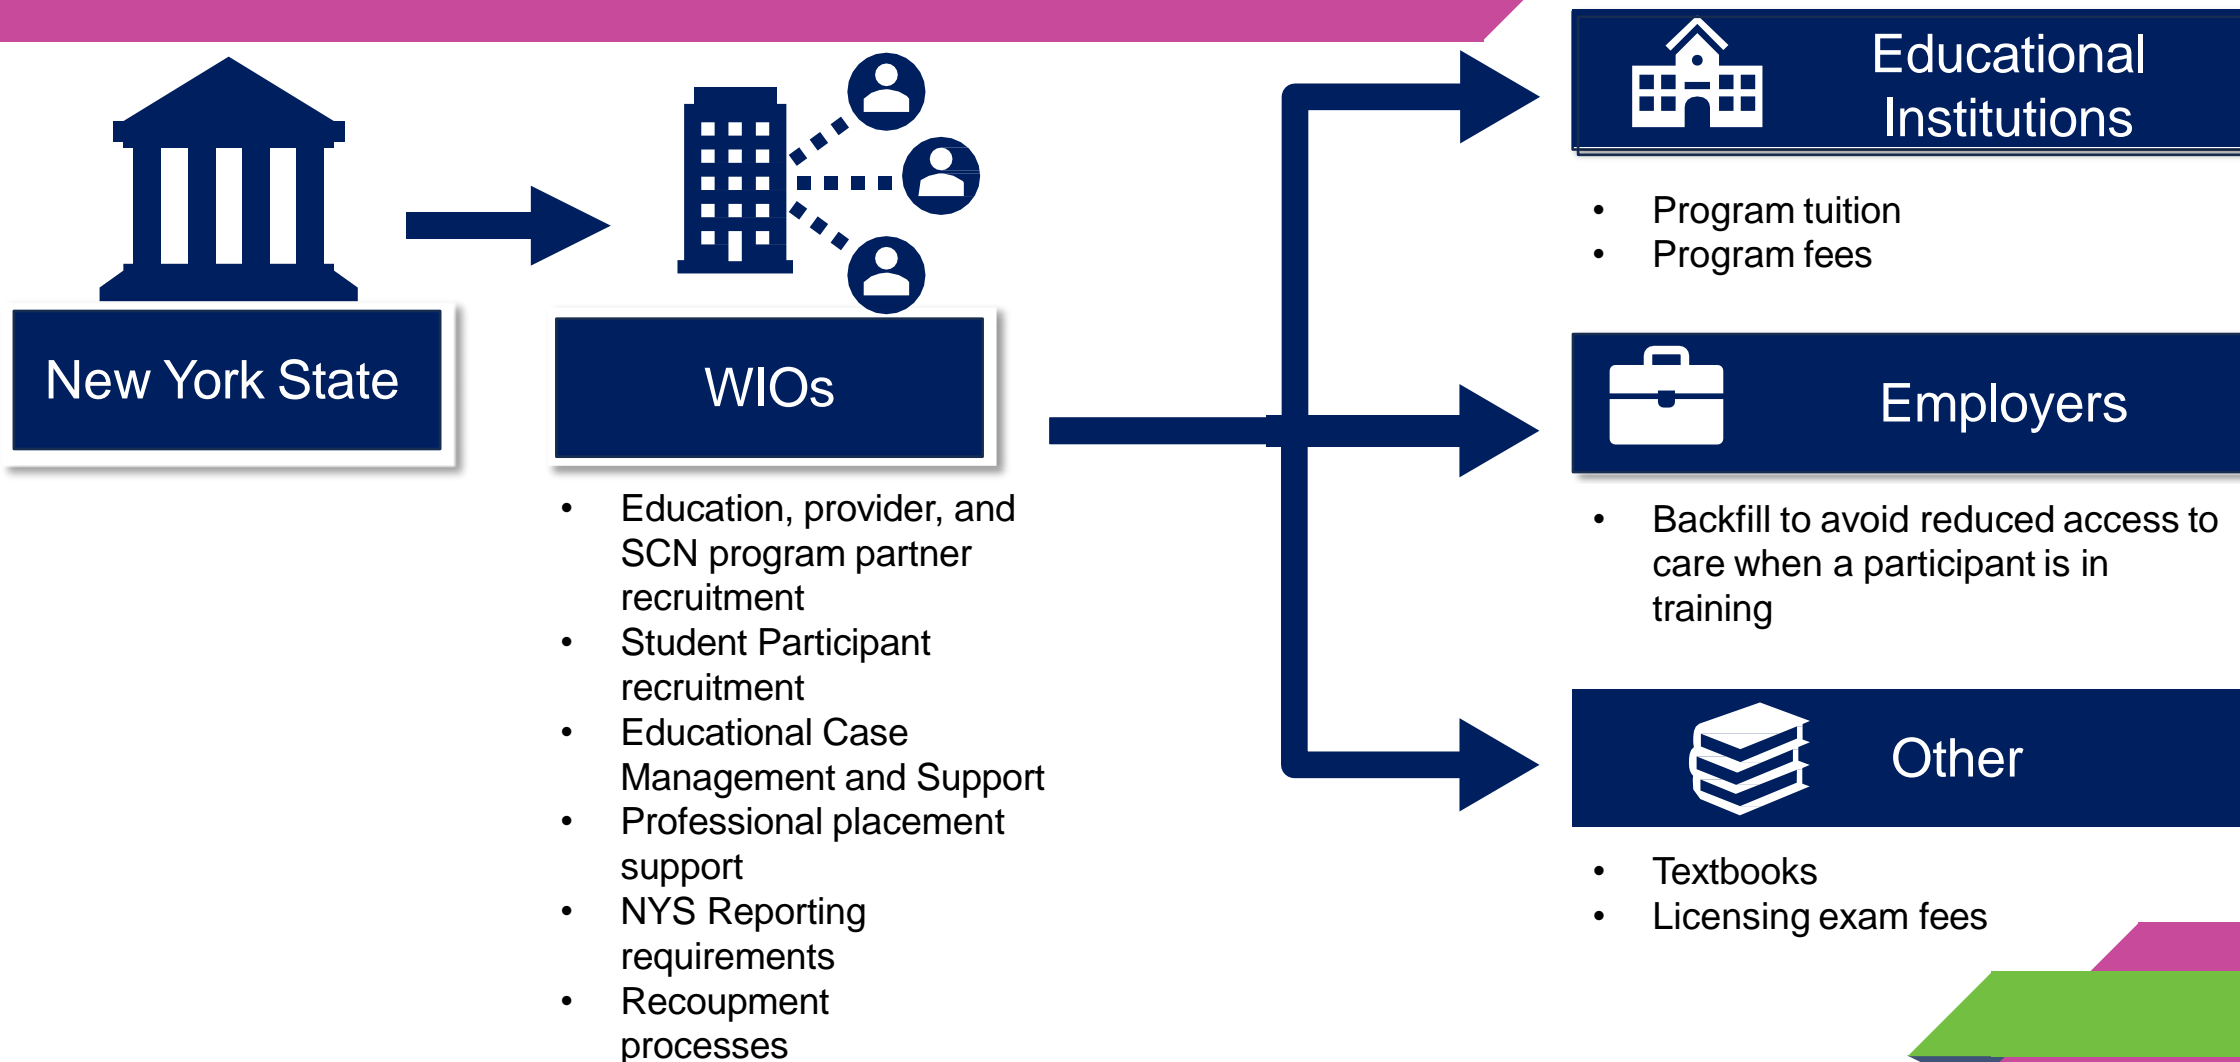 New York State
WIOs
• Education, provider, and
SCN program partner
recruitment
• Student Participant
recruitment
• Educational Case
Management and Support
• Professional placement
support
• NYS Reporting
requirements
• Recoupment
processes
Educational
Institutions
• Program tuition
• Program fees
Employers
• Backfill to avoid reduced access to
care when a participant is in
training
Other
• Textbooks
• Licensing exam fees